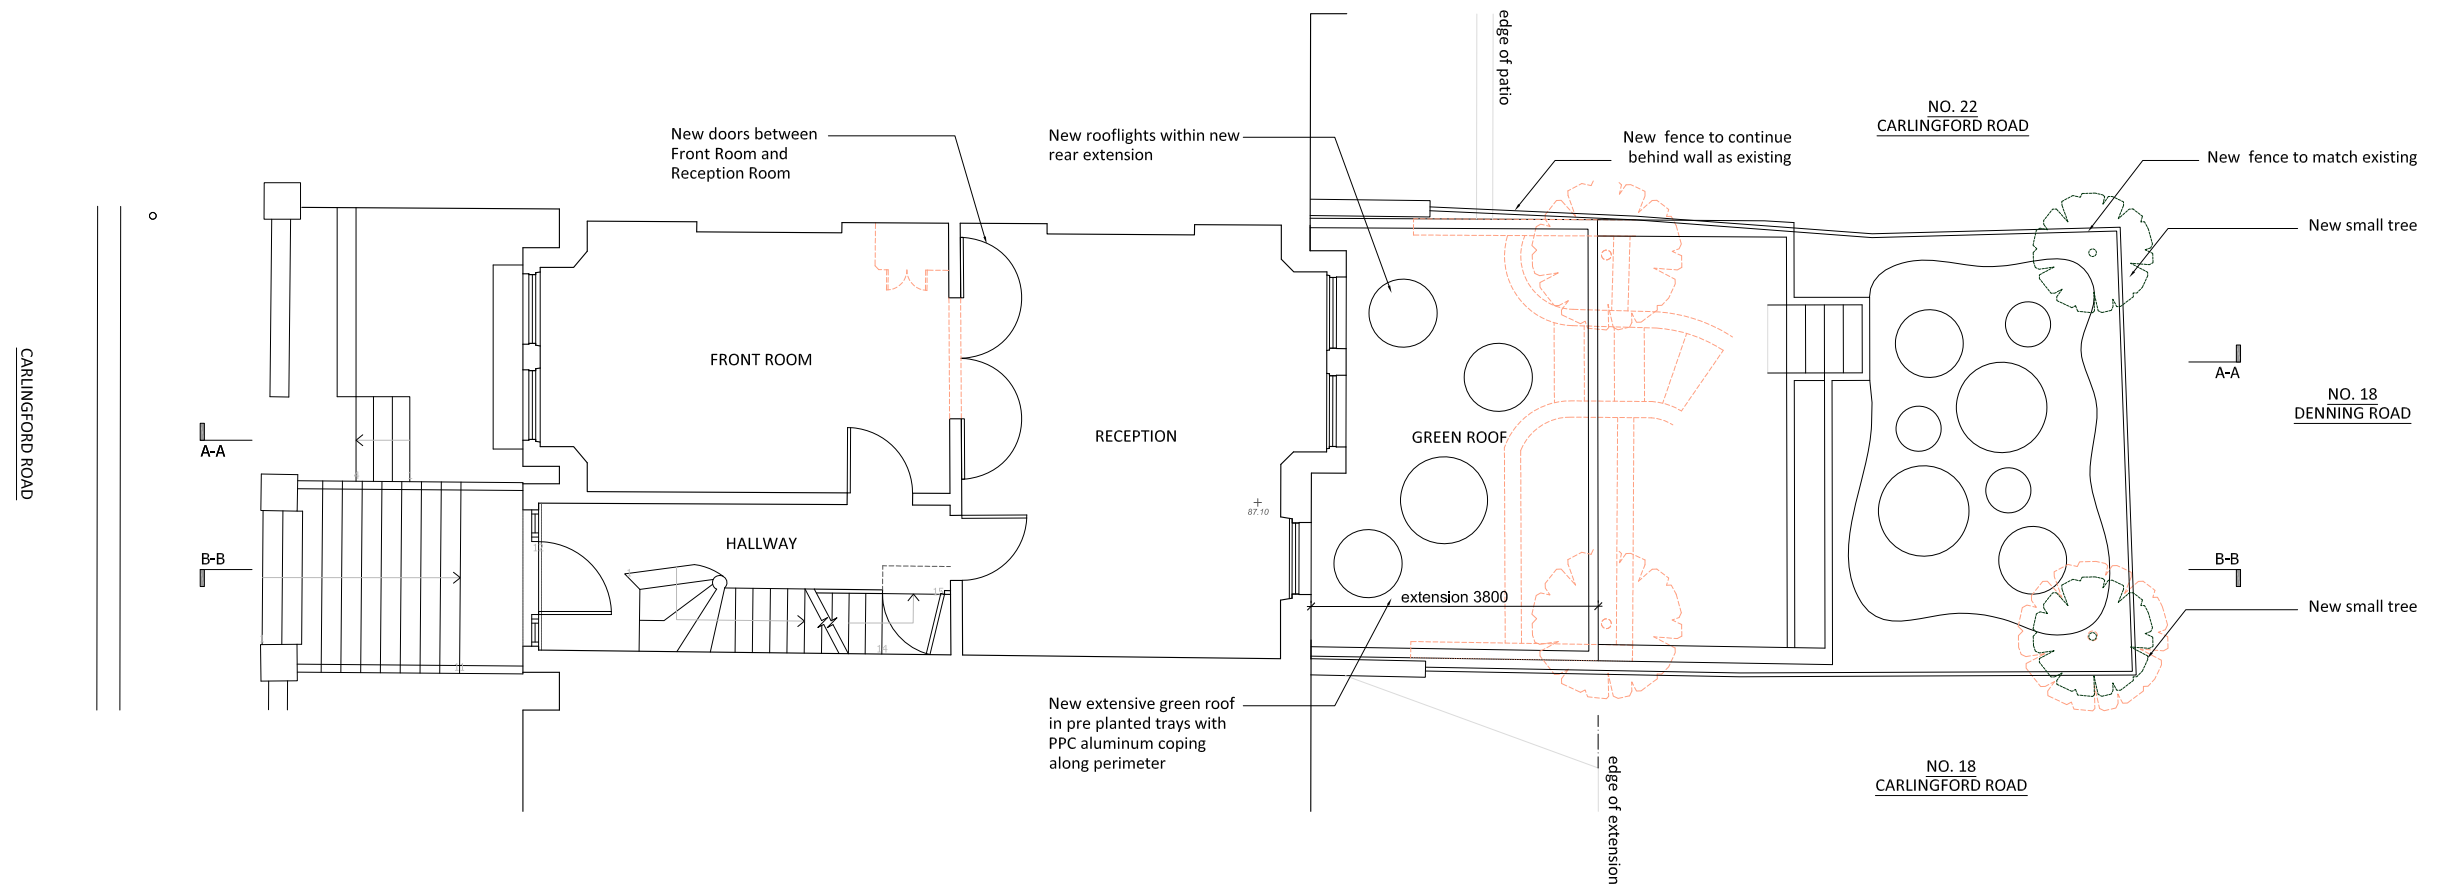 edge of patio
NO. 22
CARLINGFORD ROAD
New doors between
Front Room and
Reception Room
New rooflights within new
rear extension
New fence to continue
behind wall as existing
New fence to match existing
New small tree
CARLINGFORD ROAD
FRONT ROOM
RECEPTION
GREEN ROOF
A-A
A-A
NO. 18
DENNING ROAD
87.10
HALLWAY
B-B
B-B
extension 3800
New small tree
14
New extensive green roof
in pre planted trays with
PPC aluminum coping
along perimeter
edge of extension
NO. 18
CARLINGFORD ROAD